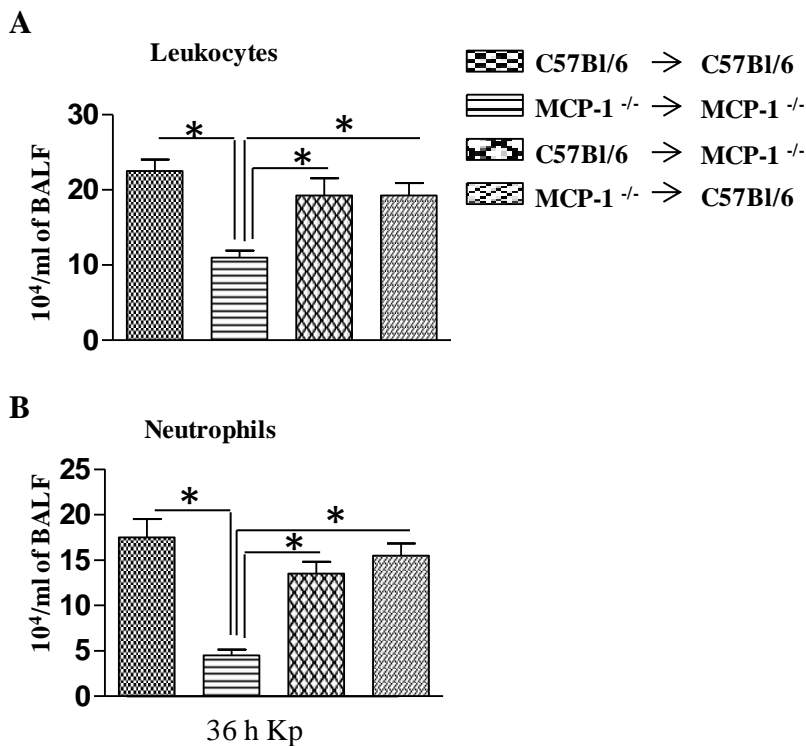 A
Leukocytes
C57Bl/6 → C57Bl/6
MCP-1 -/- → MCP-1 -/-
C57Bl/6 → MCP-1 -/-
MCP-1 -/- → C57Bl/6
10⁴/ml of BALF
30
20
10
0
*
*
*
B
Neutrophils
10⁴/ml of BALF
25
20
15
10
5
0
*
*
*
36 h Kp